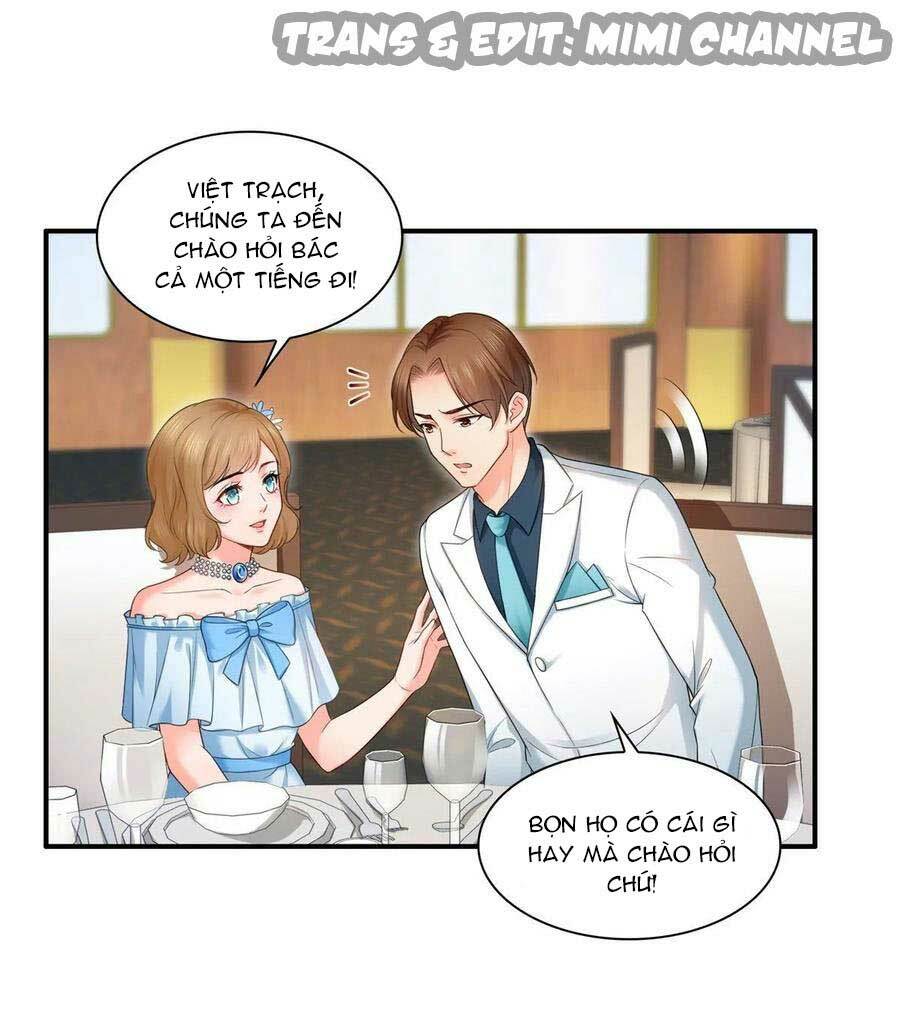 TRANS & EDIT: MIMI CHANNEL
VIỆT TRẠCH,
CHÚNG TA ĐẾN
CHÀO HỎI BÁC
CẢ MỘT TIẾNG ĐI!
BỌN HỌ CÓ CÁI GÌ
HAY MÀ CHÀO HỎI
CHỨ!